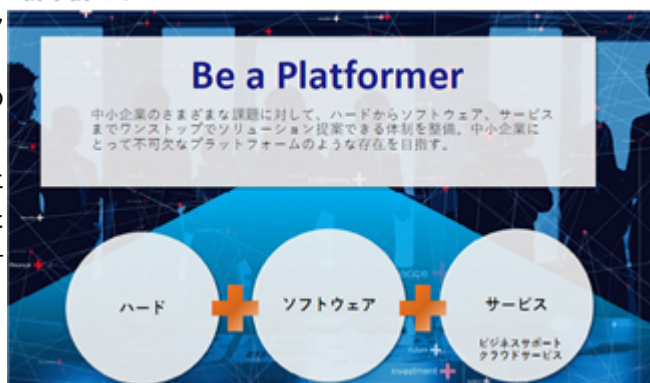 Be a Platformer
中小企業のさまざまな課題に対して、ハードからソフトウェア、サービス
までワンストップでソリューション提案できる体制を整備。中小企業に
とって不可欠なプラットフォームのような存在を目指す。
ハード
ソフトウェア
サービス
ビジネスサポート
クラウドサービス
Investment